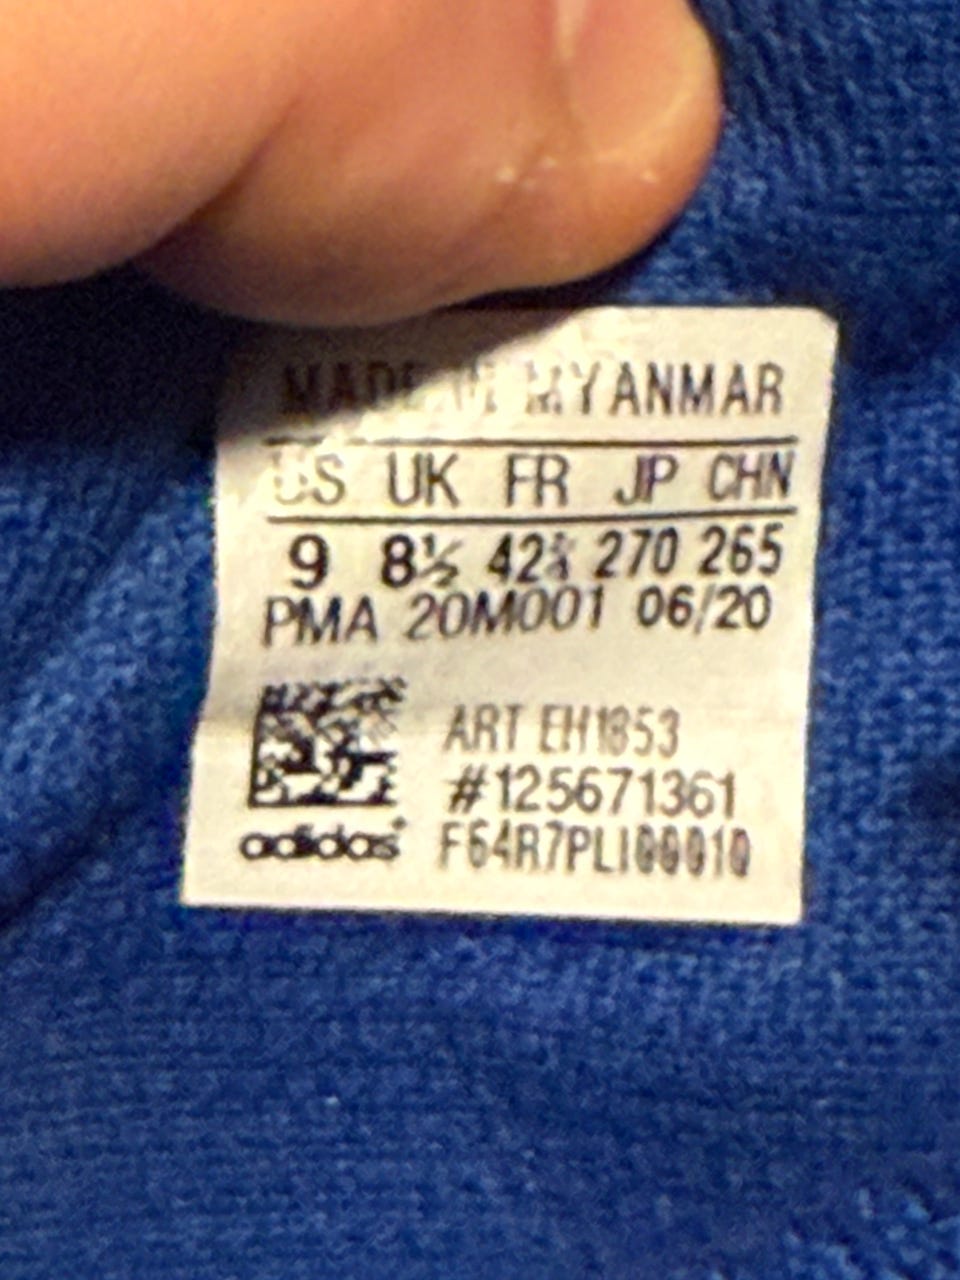 MADE IN MYANMAR
US UK FR JP CHN
9 8½ 42⅔ 270 265
PMA 20M001 06/20
ART EH1853
#125671361
adidas F64R7PLI00010